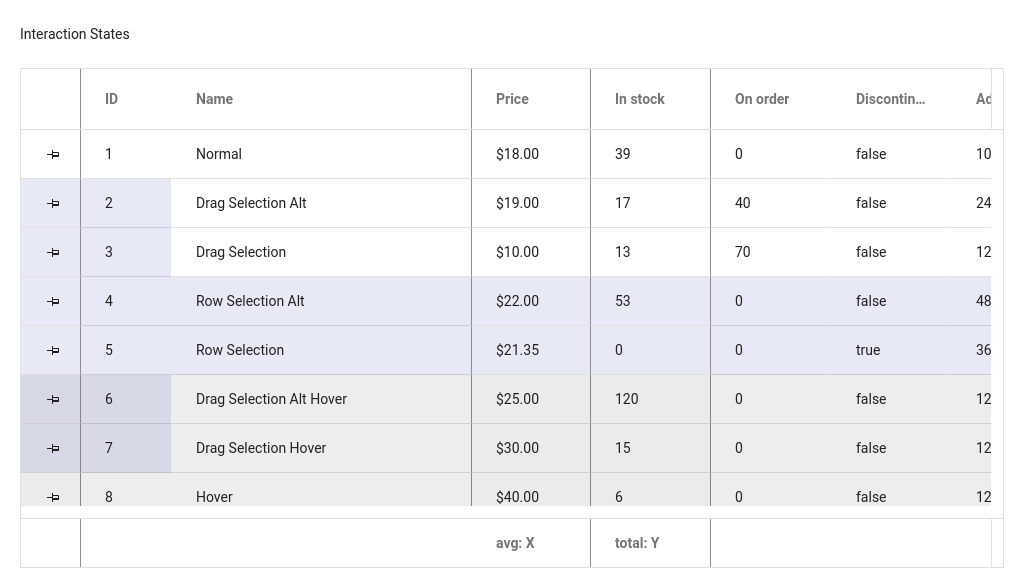 Interaction States
ID Name Price In stock On order Discontin… Ad
1 Normal $18.00 39 0 false 10
2 Drag Selection Alt $19.00 17 40 false 24
3 Drag Selection $10.00 13 70 false 12
4 Row Selection Alt $22.00 53 0 false 48
5 Row Selection $21.35 0 0 true 36
6 Drag Selection Alt Hover $25.00 120 0 false 12
7 Drag Selection Hover $30.00 15 0 false 12
8 Hover $40.00 6 0 false 12
avg: X total: Y